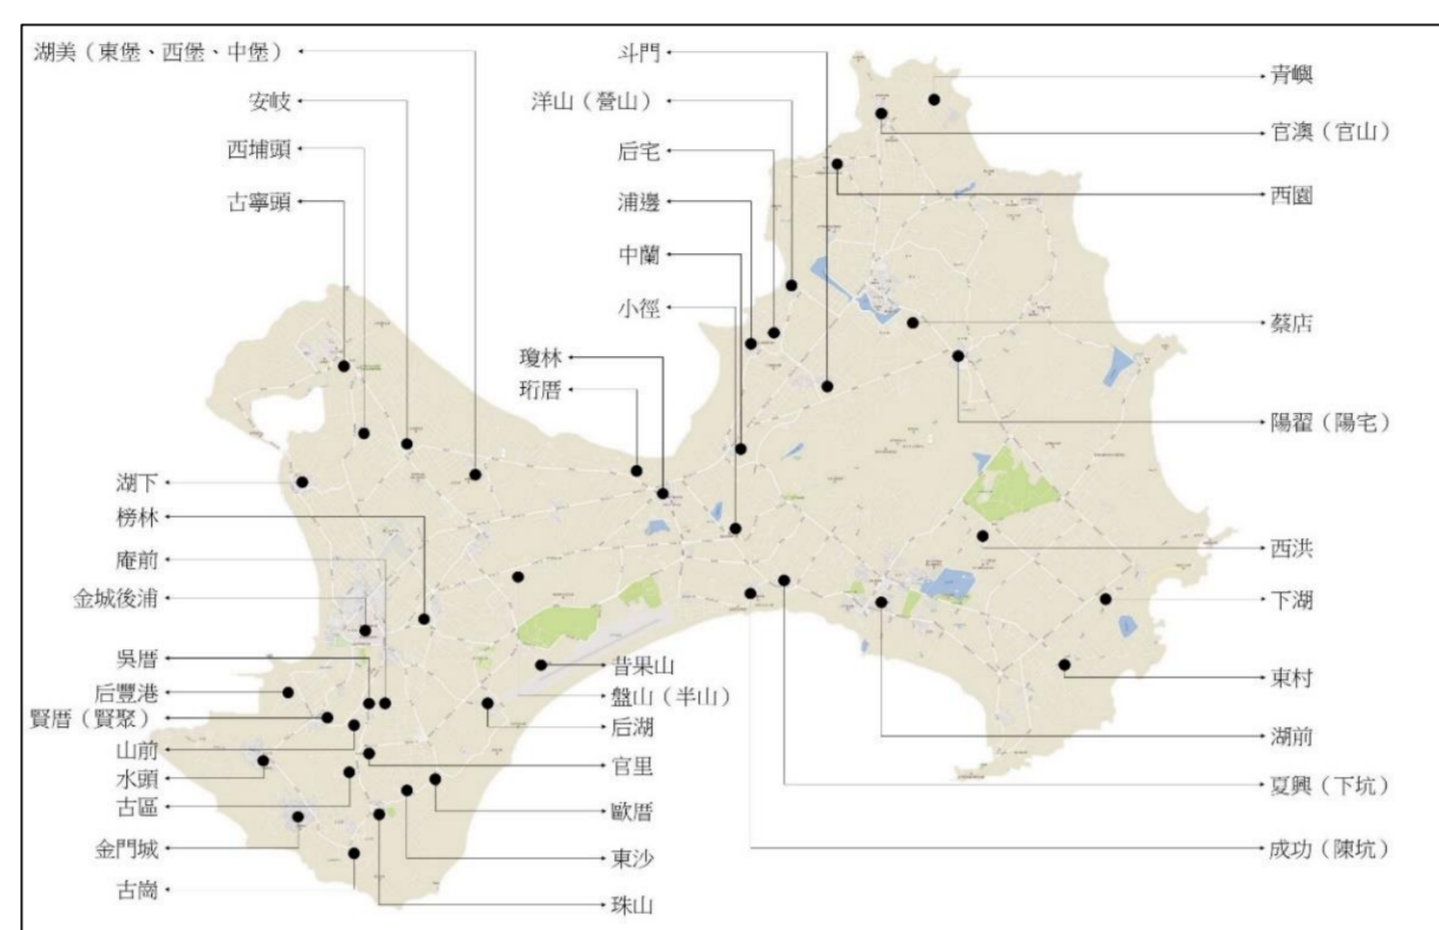 湖美（東堡、西堡、中堡）
安岐
西埔頭
古寧頭
湖下
榜林
庵前
金城後浦
吳厝
后豐港
賢厝（賢聚）
山前
水頭
古區
金門城
古崗
斗門
洋山（營山）
后宅
浦邊
中蘭
小徑
瓊林
珩厝
昔果山
盤山（半山）
后湖
官里
歐厝
東沙
珠山
青嶼
官澳（官山）
西園
蔡店
陽翟（陽宅）
西洪
下湖
東村
湖前
夏興（下坑）
成功（陳坑）